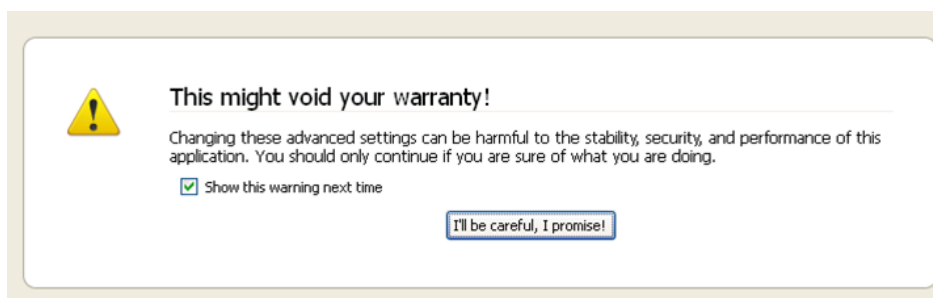 This might void your warranty!
Changing these advanced settings can be harmful to the stability, security, and performance of this
application. You should only continue if you are sure of what you are doing.
Show this warning next time
I'll be careful, I promise!